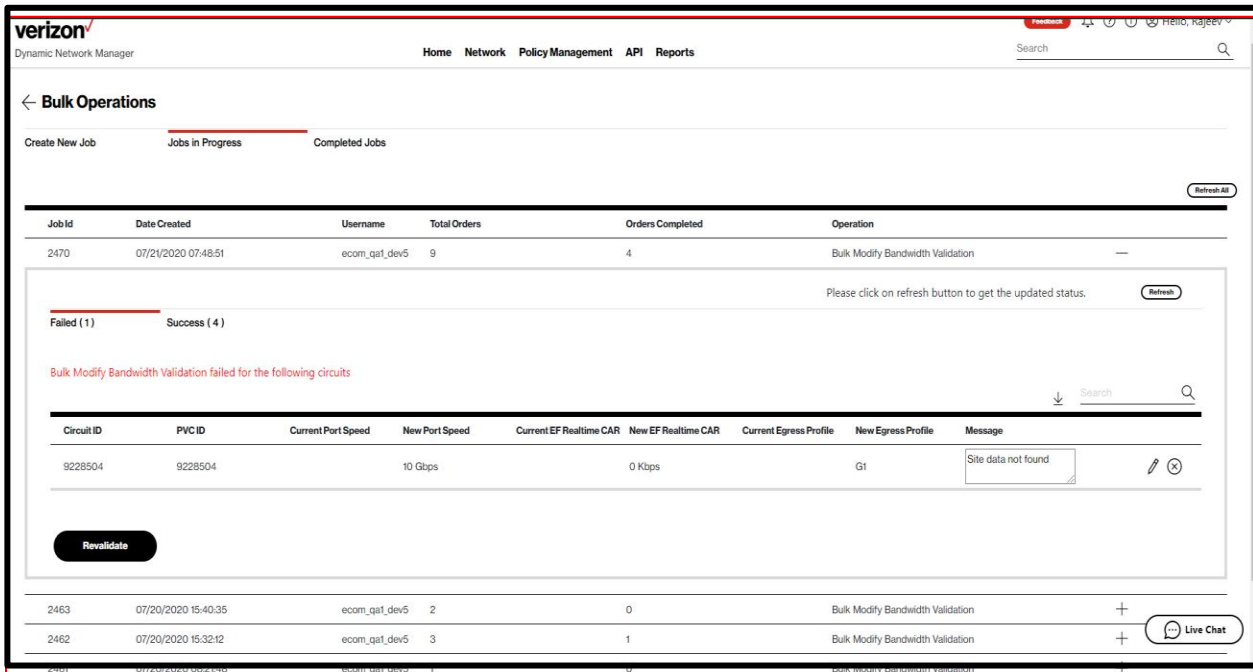 verizon✓
Feedback Hello, Rajeev
Dynamic Network Manager
Home Network Policy Management API Reports
Search
Bulk Operations
Create New Job Jobs in Progress Completed Jobs
Refresh All
Job Id Date Created Username Total Orders Orders Completed Operation
2470 07/21/2020 07:48:51 ecom_qa1_dev5 9 4 Bulk Modify Bandwidth Validation
Please click on refresh button to get the updated status. Refresh
Failed ( 1 ) Success ( 4 )
Bulk Modify Bandwidth Validation failed for the following circuits
Search
Circuit ID PVC ID Current Port Speed New Port Speed Current EF Realtime CAR New EF Realtime CAR Current Egress Profile New Egress Profile Message
9228504 9228504 10 Gbps 0 Kbps G1 Site data not found
Revalidate
2463 07/20/2020 15:40:35 ecom_qa1_dev5 2 0 Bulk Modify Bandwidth Validation
2462 07/20/2020 15:32:12 ecom_qa1_dev5 3 1 Bulk Modify Bandwidth Validation
Live Chat